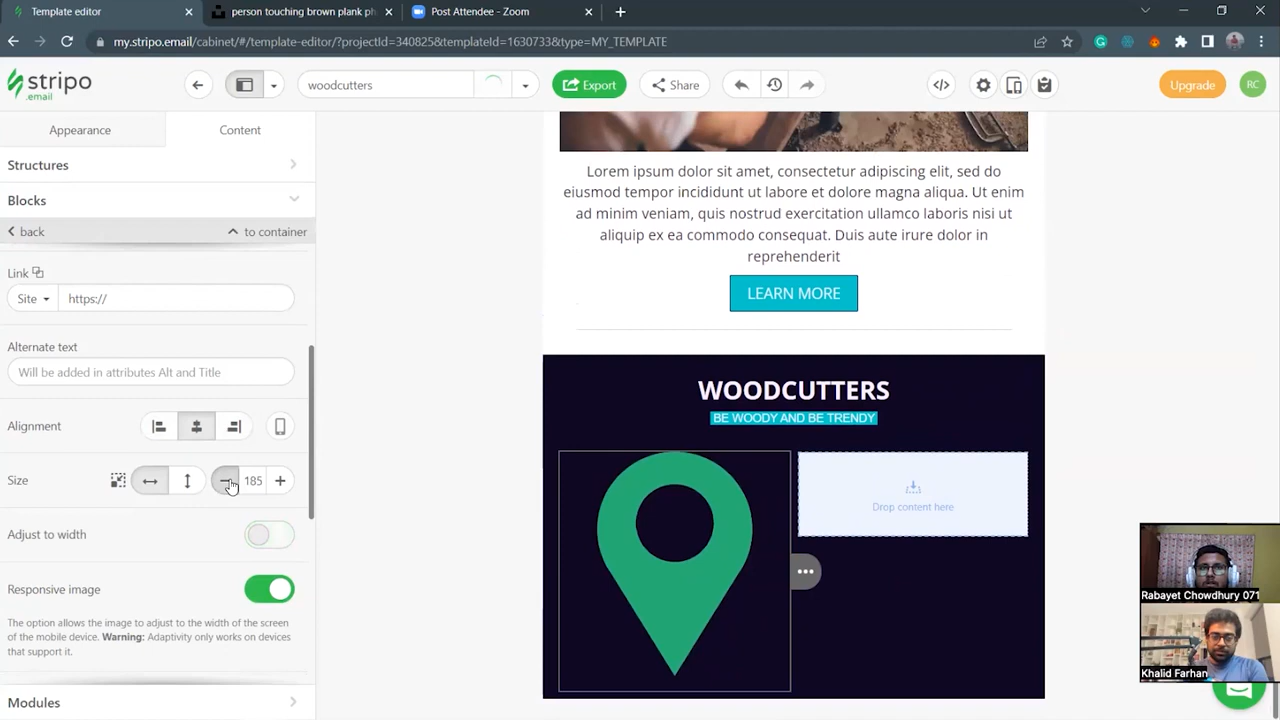 Template editor
person touching brown plank ph
Post Attendee - Zoom
my.stripo.email/cabinet/#/template-editor/?projectId=340825&templateId=1630733&type=MY_TEMPLATE
stripo
.email
woodcutters
Export
Share
Upgrade
RC
Appearance
Content
Structures
Blocks
back
to container
Link
Site
https://
Alternate text
Will be added in attributes Alt and Title
Alignment
Size
185
Adjust to width
Responsive image
The option allows the image to adjust to the width of the screen
of the mobile device. Warning: Adaptivity only works on devices
that support it.
Modules
Lorem ipsum dolor sit amet, consectetur adipiscing elit, sed do
eiusmod tempor incididunt ut labore et dolore magna aliqua. Ut enim
ad minim veniam, quis nostrud exercitation ullamco laboris nisi ut
aliquip ex ea commodo consequat. Duis aute irure dolor in
reprehenderit
LEARN MORE
WOODCUTTERS
BE WOODY AND BE TRENDY
Drop content here
Rabayet Chowdhury 071
Khalid Farhan